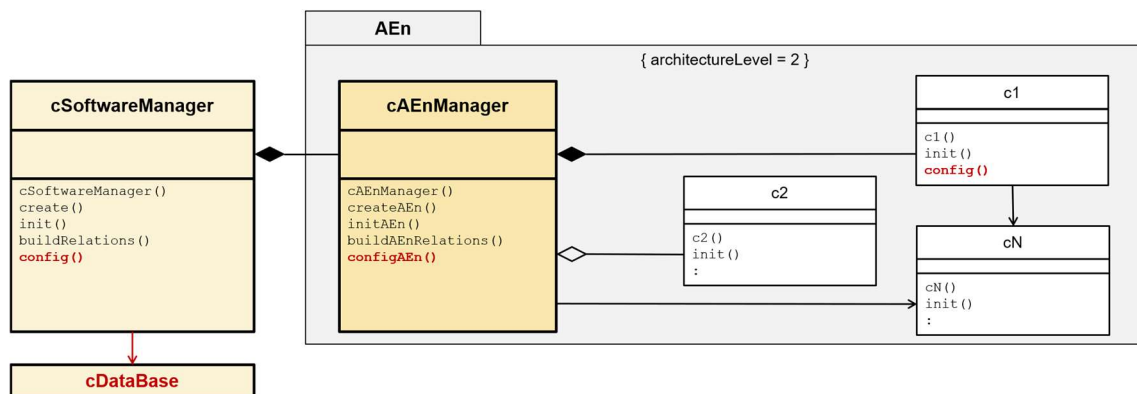 AEn
{ architectureLevel = 2 }
cSoftwareManager
cSoftwareManager()
create()
init()
buildRelations()
config()
cAEnManager
cAEnManager()
createAEn()
initAEn()
buildAEnRelations()
configAEn()
c1
c1()
init()
config()
c2
c2()
init()
:
cN
cN()
init()
:
cDataBase